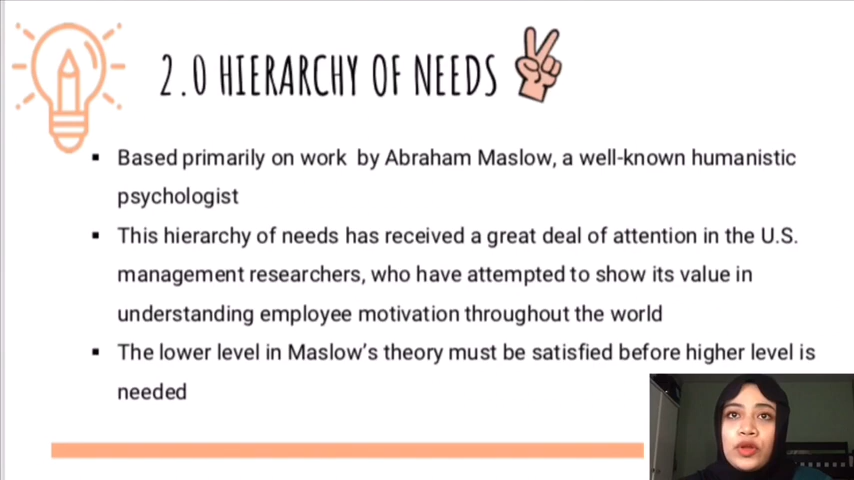 2.0 HIERARCHY OF NEEDS
▪ Based primarily on work by Abraham Maslow, a well-known humanistic
psychologist
▪ This hierarchy of needs has received a great deal of attention in the U.S.
management researchers, who have attempted to show its value in
understanding employee motivation throughout the world
▪ The lower level in Maslow's theory must be satisfied before higher level is
needed